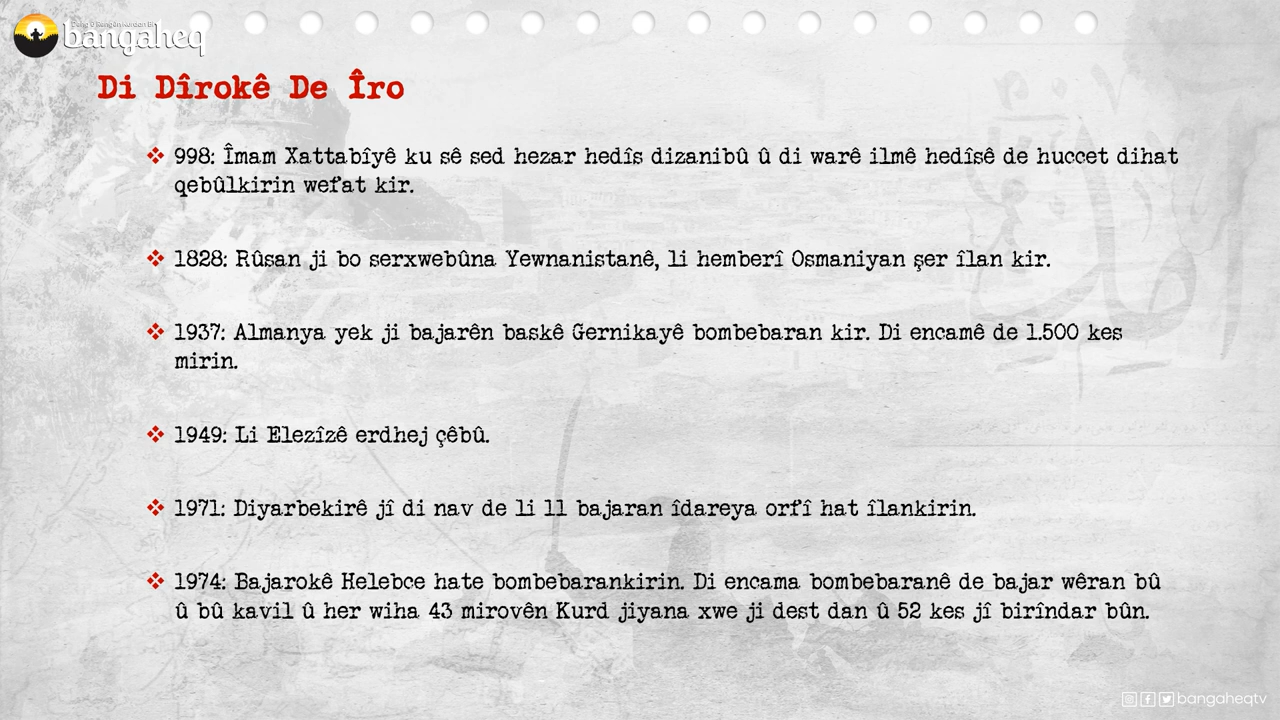 bangaheq
Di Dîrokê De Îro
998: Îmam Xattabîyê ku sê sed hezar hedîs dizanibû û di warê ilmê hedîsê de huccet dihat
qebûlkirin wefat kir.
1828: Rûsan ji bo serxwebûna Yewnanistanê, li hemberî Osmaniyan şer îlan kir.
1937: Almanya yek ji bajarên baskê Gernikayê bombebaran kir. Di encamê de 1.500 kes
mirin.
1949: Li Elezîzê erdhej çêbû.
1971: Diyarbekirê jî di nav de li 11 bajaran îdareya orfî hat îlankirin.
1974: Bajarokê Helebce hate bombebarankirin. Di encama bombebaranê de bajar wêran bû
û bû kavil û her wiha 43 mirovên Kurd jiyana xwe ji dest dan û 52 kes jî birîndar bûn.
bangaheqtv